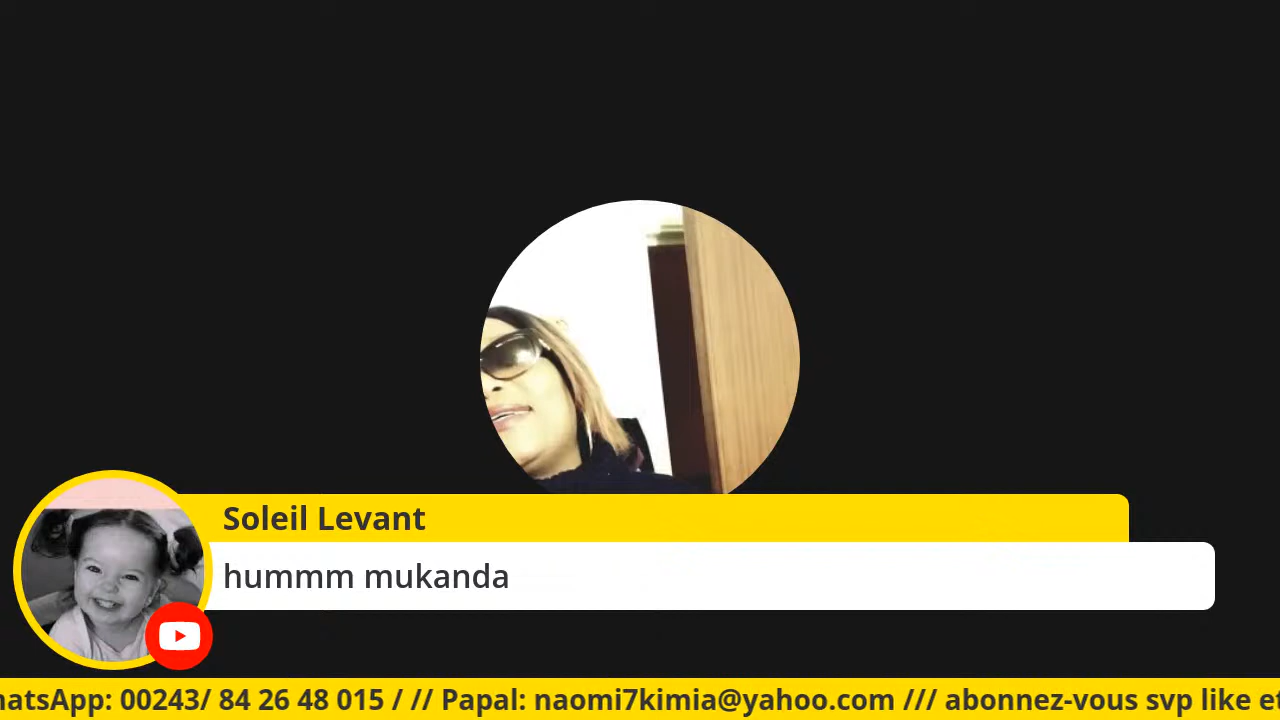 Soleil Levant
hummm mukanda
hatsApp: 00243/ 84 26 48 015 / // Papal: naomi7kimia@yahoo.com /// abonnez-vous svp like et